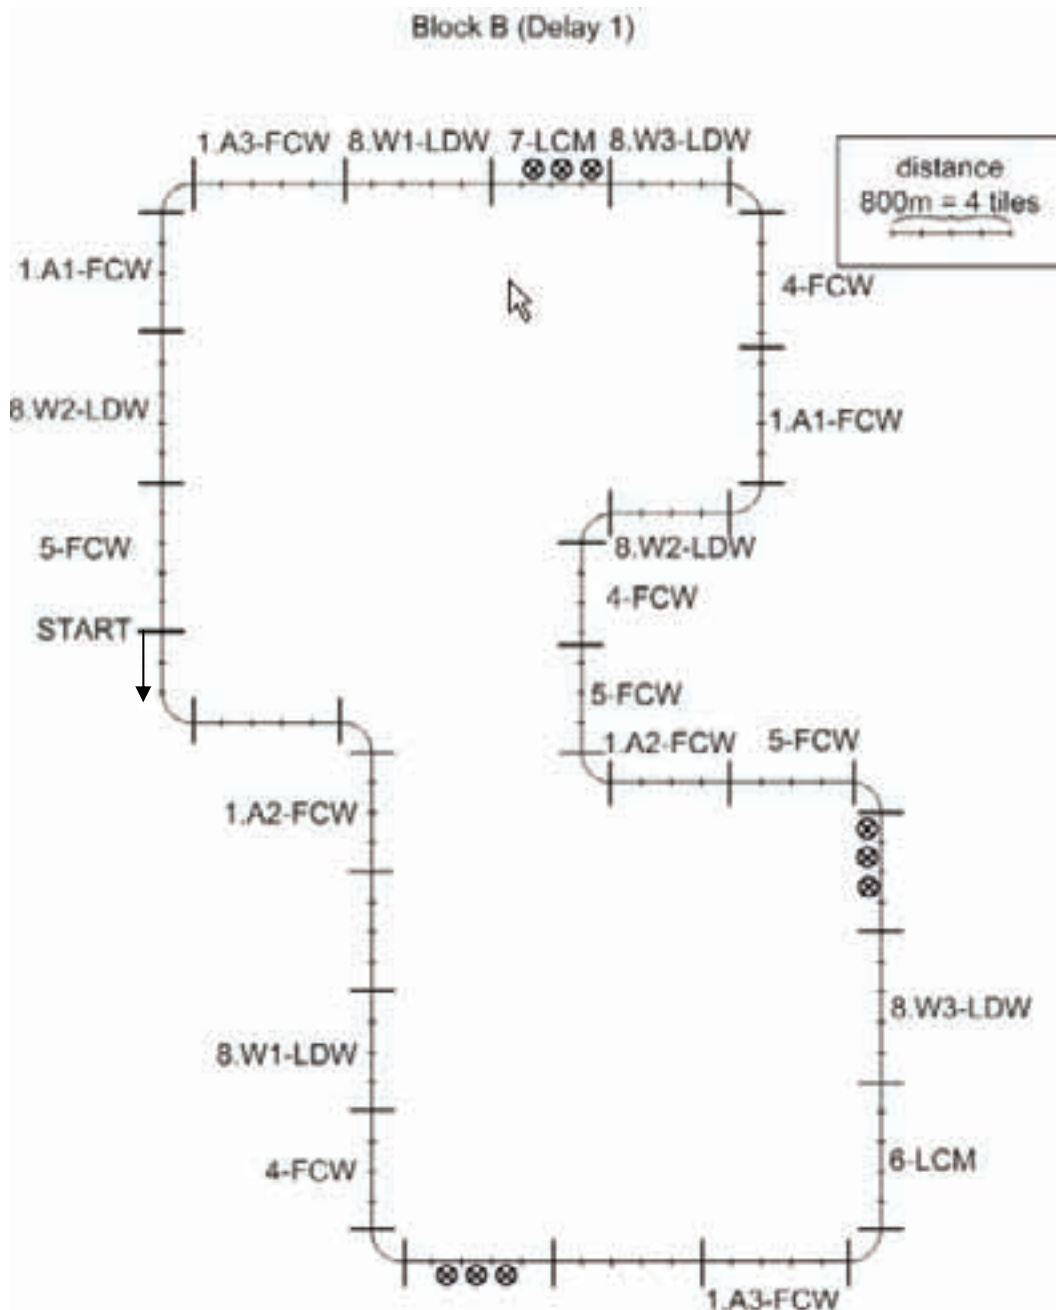 Block B (Delay 1)
1.A3-FCW 8.W1-LDW 7-LCM 8.W3-LDW
distance
800m = 4 tiles
1.A1-FCW
4-FCW
8.W2-LDW
1.A1-FCW
5-FCW
8.W2-LDW
4-FCW
START
5-FCW
1.A2-FCW 5-FCW
1.A2-FCW
8.W3-LDW
8.W1-LDW
6-LCM
4-FCW
1.A3-FCW